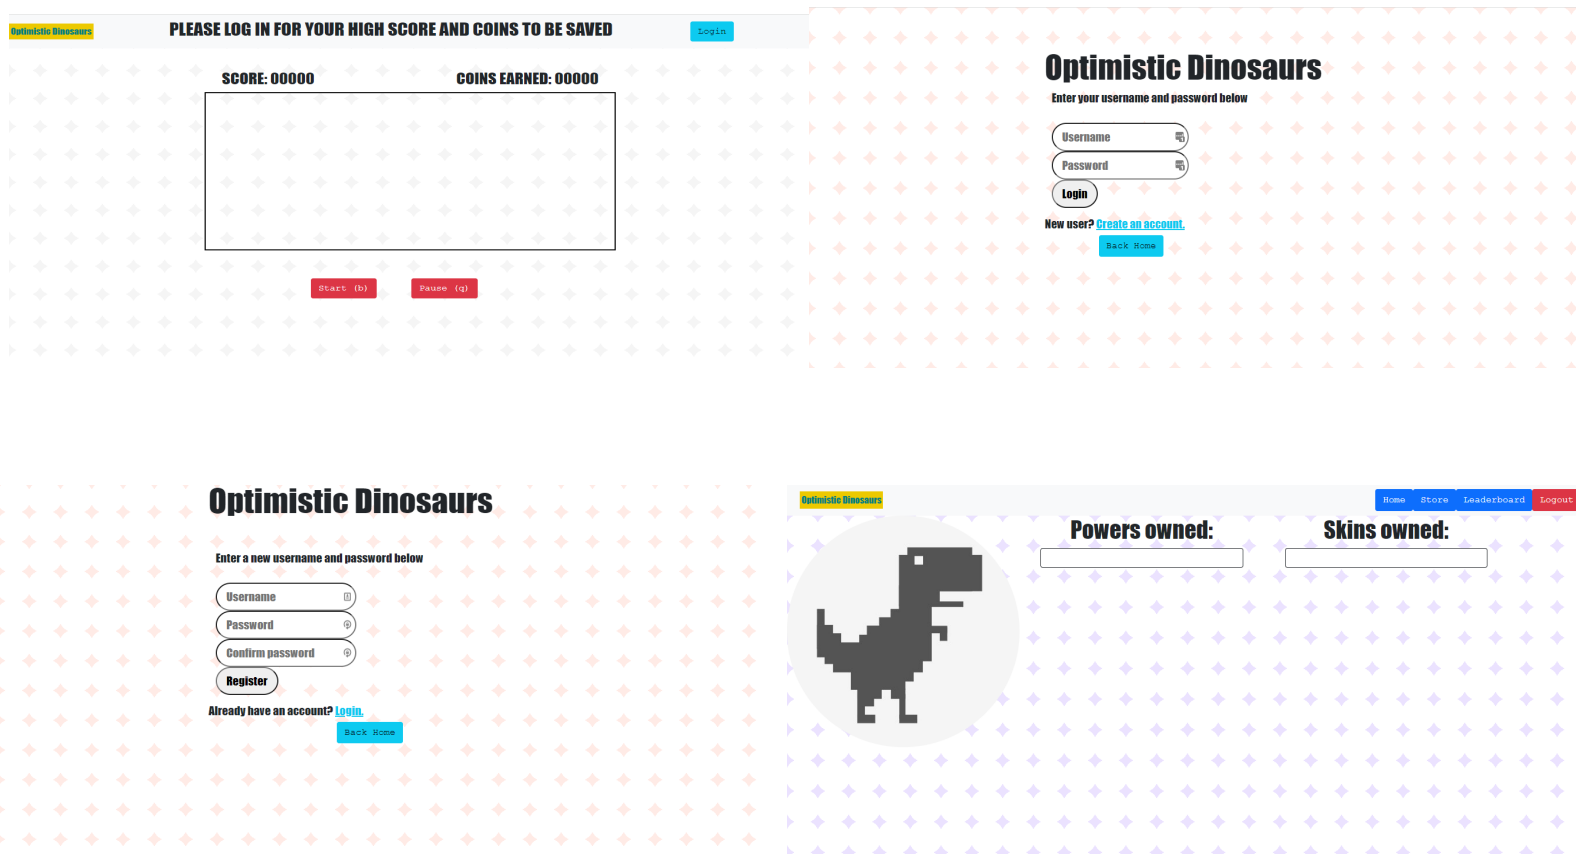 Optimistic Dinosaurs
PLEASE LOG IN FOR YOUR HIGH SCORE AND COINS TO BE SAVED
Login
SCORE: 00000
COINS EARNED: 00000
Start (b)
Pause (q)
Optimistic Dinosaurs
Enter your username and password below
Username
Password
Login
New user? Create an account.
Back Home
Optimistic Dinosaurs
Enter a new username and password below
Username
Password
Confirm password
Register
Already have an account? Login.
Back Home
Optimistic Dinosaurs
Home
Store
Leaderboard
Logout
Powers owned:
Skins owned: